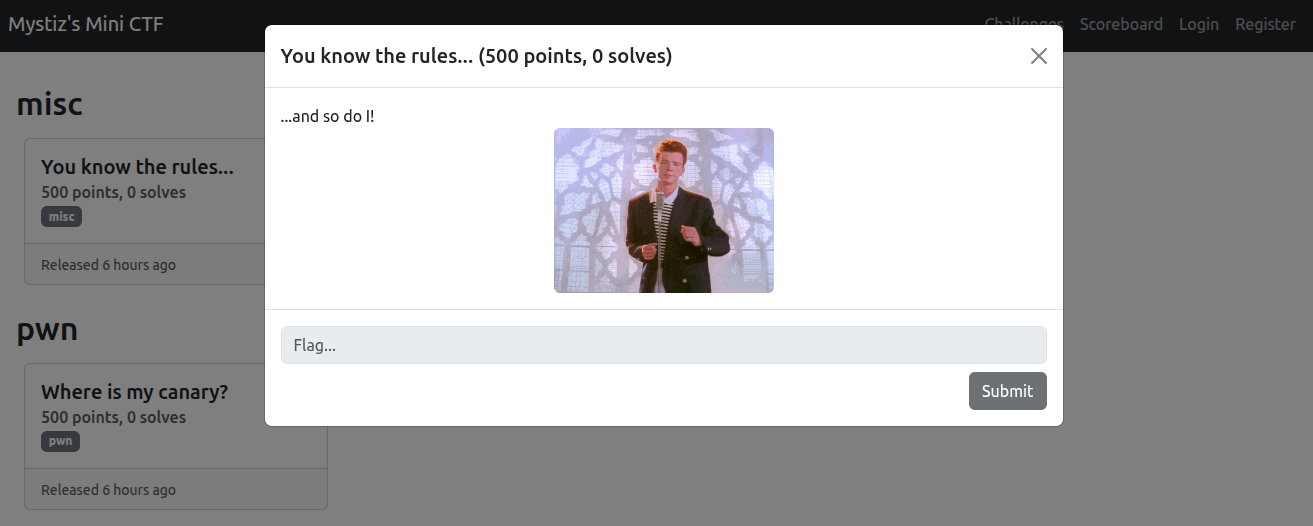 Mystiz's Mini CTF
Challenges Scoreboard Login Register
You know the rules... (500 points, 0 solves)
...and so do I!
Flag...
Submit
misc
You know the rules...
500 points, 0 solves
misc
Released 6 hours ago
pwn
Where is my canary?
500 points, 0 solves
pwn
Released 6 hours ago